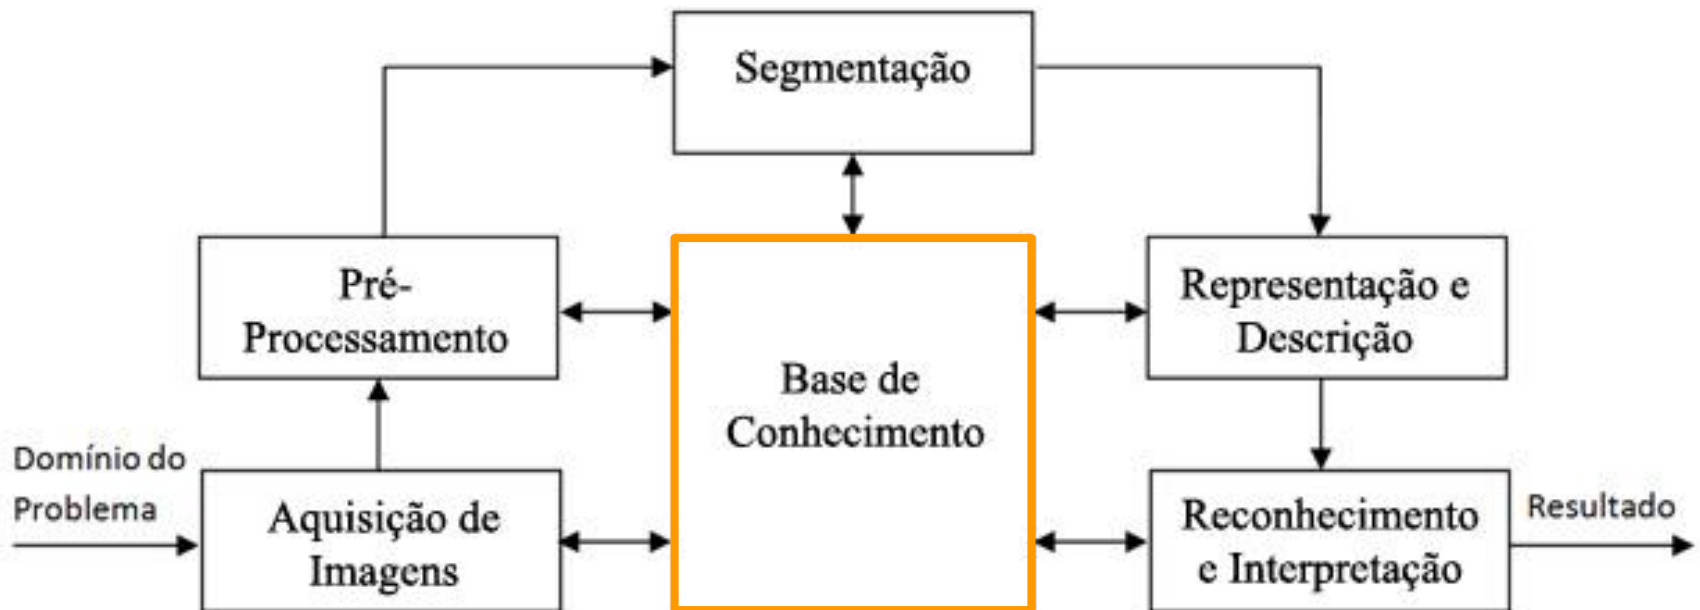 Segmentação
Pré-
Processamento
Base de
Conhecimento
Representação e
Descrição
Domínio do
Problema
Aquisição de
Imagens
Reconhecimento
e Interpretação
Resultado